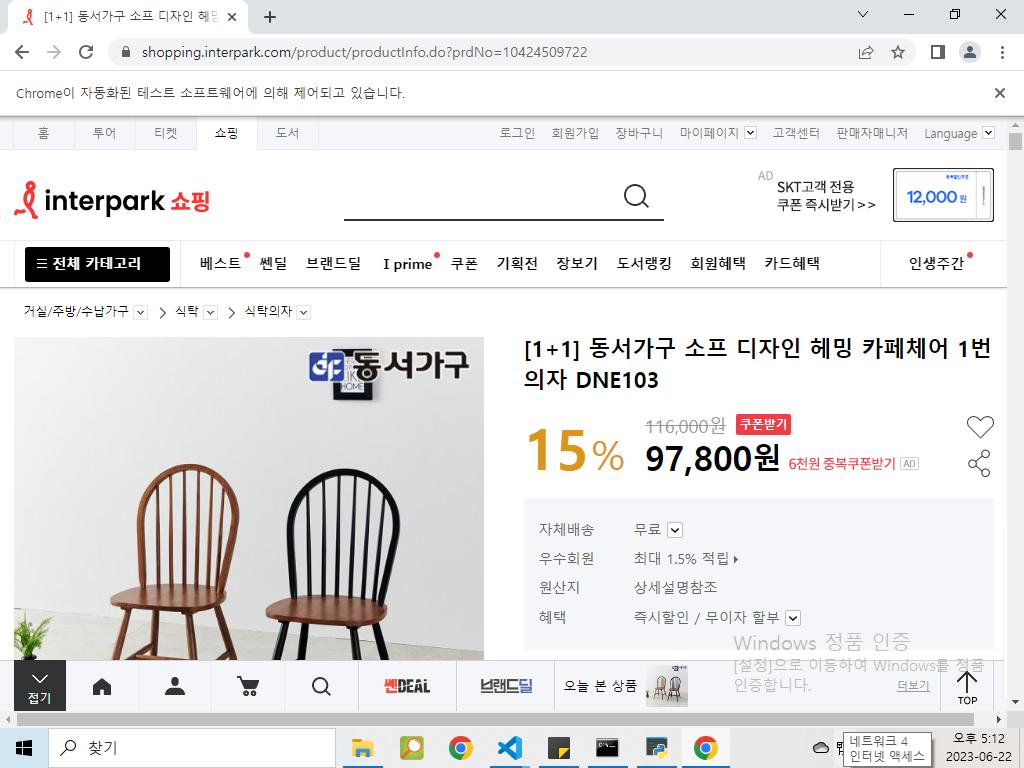 [1+1] 동서가구 소프 디자인 헤밍
shopping.interpark.com/product/productInfo.do?prdNo=10424509722
Chrome이 자동화된 테스트 소프트웨어에 의해 제어되고 있습니다.
홈 투어 티켓 쇼핑 도서 로그인 회원가입 장바구니 마이페이지 고객센터 판매자매니저 Language
interpark 쇼핑
AD SKT고객 전용
쿠폰 즉시받기>>
12,000원
전체 카테고리 베스트 쎈딜 브랜드딜 I prime 쿠폰 기획전 장보기 도서랭킹 회원혜택 카드혜택 인생주간
거실/주방/수납가구 > 식탁 > 식탁의자
동서가구
HOME
[1+1] 동서가구 소프 디자인 헤밍 카페체어 1번
의자 DNE103
15% 116,000원 쿠폰받기
97,800원 6천원 중복쿠폰받기 AD
자체배송 무료
우수회원 최대 1.5% 적립
원산지 상세설명참조
혜택 즉시할인 / 무이자 할부
Windows 정품 인증
[설정]으로 이동하여 Windows를 정품
인증합니다.
접기
쎈DEAL
브랜드딜
오늘 본 상품
더보기
TOP
찾기
네트워크 4
인터넷 액세스
오후 5:12
2023-06-22